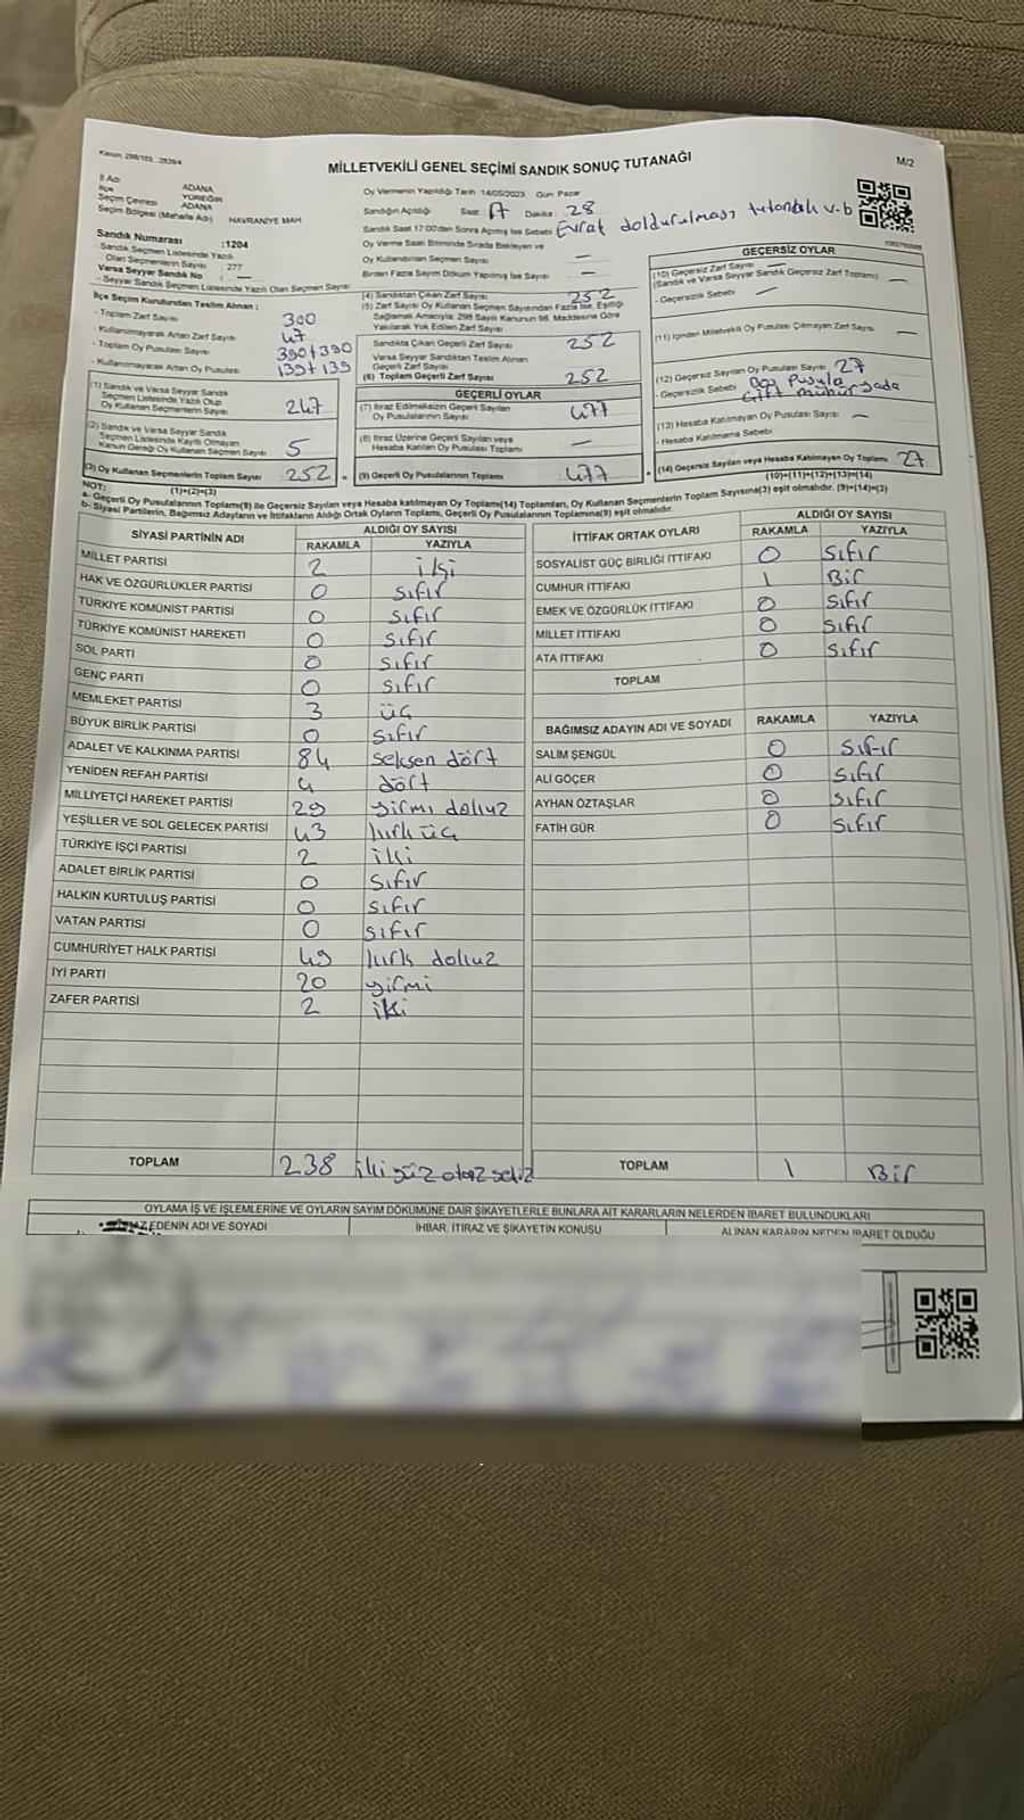 MİLLETVEKİLİ GENEL SEÇİMİ SANDIK SONUÇ TUTANAĞI
M/2
İl Adı ADANA
İlçe YÜREĞİR
Seçim Çevresi ADANA
Seçim Bölgesi (Mahalle Adı) HAVRANİYE MAH
Sandık Numarası :1204
Sandık Seçmen Listesinde Yazılı
Olan Seçmenlerin Sayısı 277
Varsa Seyyar Sandık No : —
- Seyyar Sandık Seçmen Listesinde Yazılı Olan Seçmen Sayısı
Oy Vermenin Yapıldığı Tarih 14/05/2023 Gün Pazar
Sandığın Açıldığı Saat 17 Dakika: 28
Sandık Saat 17:00'den Sonra Açılmış İse Sebebi Evrat doldurulması tutanak v.b
Oy Verme Saati Bitiminde Sırada Bekleyen ve
Oy Kullandırılan Seçmen Sayısı —
Birden Fazla Sayım Döküm Yapılmış İse Sayısı —
İlçe Seçim Kurulundan Teslim Alınan :
- Toplam Zarf Sayısı 300
- Kullanılmayarak Artan Zarf Sayısı 47
- Toplam Oy Pusulası Sayısı 390+390
- Kullanılmayarak Artan Oy Pusulası 139+139
(1) Sandık ve Varsa Seyyar Sandık
Seçmen Listesinde Yazılı Olup
Oy Kullanan Seçmenlerin Sayısı 247
(2) Sandık ve Varsa Seyyar Sandık
Seçmen Listesinde Kayıtlı Olmayan
Kanun Gereği Oy Kullanan Seçmen Sayısı 5
(3) Oy Kullanan Seçmenlerin Toplam Sayısı 252
(1)+(2)=(3)
(4) Sandıktan Çıkan Zarf Sayısı 252
(5) Zarf Sayısı Oy Kullanan Seçmen Sayısından Fazla İse, Eşitliği
Sağlamak Amacıyla; 298 Sayılı Kanunun 98. Maddesine Göre
Yakılarak Yok Edilen Zarf Sayısı
Sandıkta Çıkan Geçerli Zarf Sayısı 252
Varsa Seyyar Sandıktan Teslim Alınan
Geçerli Zarf Sayısı
(6) Toplam Geçerli Zarf Sayısı 252
GEÇERLİ OYLAR
(7) İtiraz Edilmeksizin Geçerli Sayılan
Oy Pusulalarının Sayısı 477
(8) İtiraz Üzerine Geçerli Sayılan veya
Hesaba Katılan Oy Pusulası Toplamı —
(9) Geçerli Oy Pusulalarının Toplamı 477
GEÇERSİZ OYLAR
(10) Geçersiz Zarf Sayısı
(Sandık ve Varsa Seyyar Sandık Geçersiz Zarf Toplamı) —
- Geçersizlik Sebebi —
(11) İçinden Milletvekili Oy Pusulası Çıkmayan Zarf Sayısı —
(12) Geçersiz Sayılan Oy Pusulası Sayısı 27
- Geçersizlik Sebebi Boş Pusula yada
çift mühür
(13) Hesaba Katılmayan Oy Pusulası Sayısı —
- Hesaba Katılmama Sebebi
(14) Geçersiz Sayılan veya Hesaba Katılmayan Oy Toplamı 27
(10)+(11)+(12)+(13)=(14)
NOT:
a- Geçerli Oy Pusulalarının Toplamı(9) ile Geçersiz Sayılan veya Hesaba katılmayan Oy Toplamı(14) Toplamları, Oy Kullanan Seçmenlerin Toplam Sayısına(3) eşit olmalıdır. (9)+(14)=(3)
b- Siyasi Partilerin, Bağımsız Adayların ve İttifakların Aldığı Ortak Oyların Toplamı, Geçerli Oy Pusulalarının Toplamına(9) eşit olmalıdır.
SİYASİ PARTİNİN ADI ALDIĞI OY SAYISI
RAKAMLA YAZIYLA
MİLLET PARTİSİ 2 iki
HAK VE ÖZGÜRLÜKLER PARTİSİ 0 sıfır
TÜRKİYE KOMÜNİST PARTİSİ 0 sıfır
TÜRKİYE KOMÜNİST HAREKETİ 0 sıfır
SOL PARTİ 0 sıfır
GENÇ PARTİ 0 sıfır
MEMLEKET PARTİSİ 3 üç
BÜYÜK BİRLİK PARTİSİ 0 sıfır
ADALET VE KALKINMA PARTİSİ 84 seksen dört
YENİDEN REFAH PARTİSİ 4 dört
MİLLİYETÇİ HAREKET PARTİSİ 29 yirmi dokuz
YEŞİLLER VE SOL GELECEK PARTİSİ 43 kırk üç
TÜRKİYE İŞÇİ PARTİSİ 2 iki
ADALET BİRLİK PARTİSİ 0 sıfır
HALKIN KURTULUŞ PARTİSİ 0 sıfır
VATAN PARTİSİ 0 sıfır
CUMHURİYET HALK PARTİSİ 49 kırk dokuz
İYİ PARTİ 20 yirmi
ZAFER PARTİSİ 2 iki
TOPLAM 238 iki yüz otuz sekiz
İTTİFAK ORTAK OYLARI ALDIĞI OY SAYISI
RAKAMLA YAZIYLA
SOSYALİST GÜÇ BİRLİĞİ İTTİFAKI 0 sıfır
CUMHUR İTTİFAKI 1 Bir
EMEK VE ÖZGÜRLÜK İTTİFAKI 0 sıfır
MİLLET İTTİFAKI 0 sıfır
ATA İTTİFAKI 0 sıfır
TOPLAM
BAĞIMSIZ ADAYIN ADI VE SOYADI RAKAMLA YAZIYLA
SALİM ŞENGÜL 0 sıfır
ALİ GÖÇER 0 sıfır
AYHAN ÖZTAŞLAR 0 sıfır
FATİH GÜR 0 sıfır
TOPLAM 1 Bir
OYLAMA İŞ VE İŞLEMLERİNE VE OYLARIN SAYIM DÖKÜMÜNE DAİR ŞİKAYETLERLE BUNLARA AİT KARARLARIN NELERDEN İBARET BULUNDUKLARI
EDENİN ADI VE SOYADI İHBAR, İTİRAZ VE ŞİKAYETİN KONUSU ALINAN KARARIN NEDEN İBARET OLDUĞU